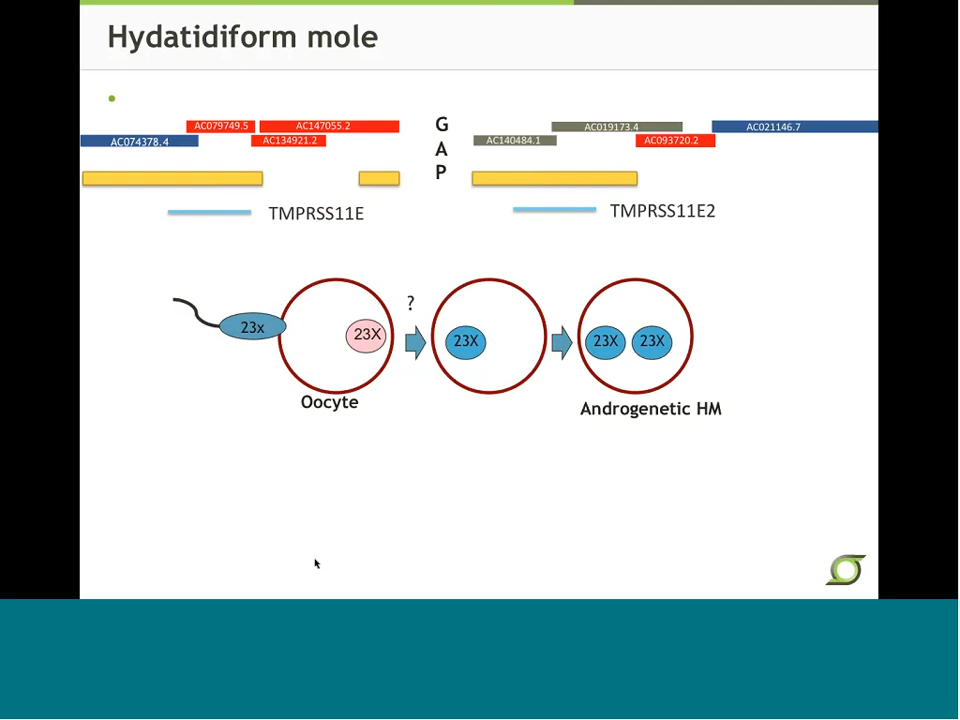 Hydatidiform mole
AC079749.5 AC147055.2
AC074378.4 AC134921.2
G
A
P
AC019173.4 AC021146.7
AC140484.1 AC093720.2
TMPRSS11E
TMPRSS11E2
23x
23X
?
23X
23X
23X
Oocyte
Androgenetic HM